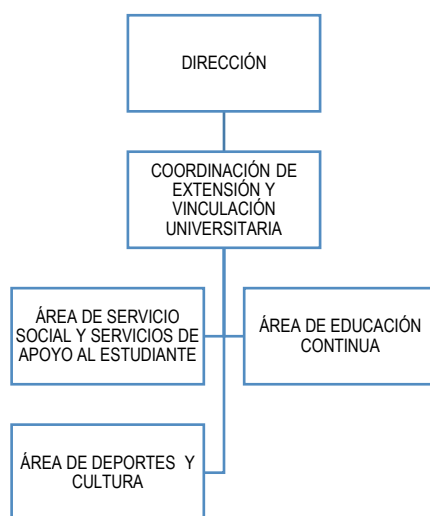 DIRECCIÓN
COORDINACIÓN DE
EXTENSIÓN Y
VINCULACIÓN
UNIVERSITARIA
ÁREA DE SERVICIO
SOCIAL Y SERVICIOS DE
APOYO AL ESTUDIANTE
ÁREA DE EDUCACIÓN
CONTINUA
ÁREA DE DEPORTES Y
CULTURA